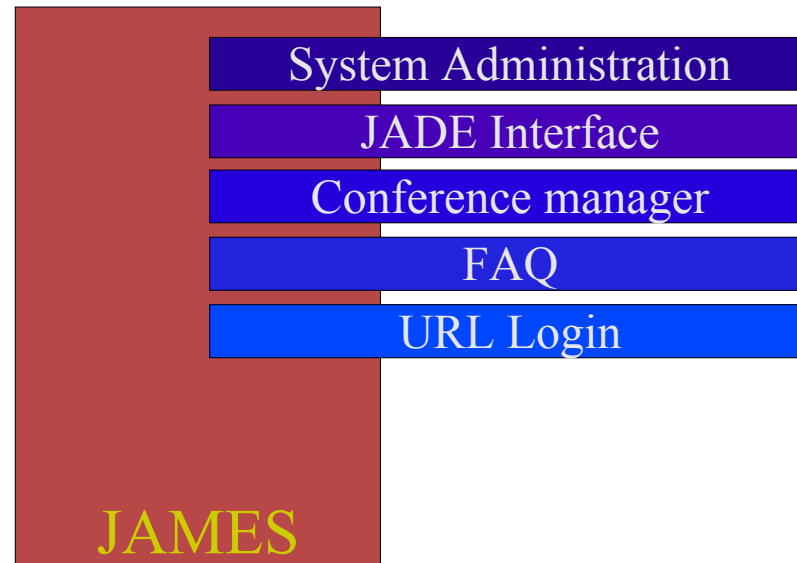 System Administration
JADE Interface
Conference manager
FAQ
URL Login
JAMES